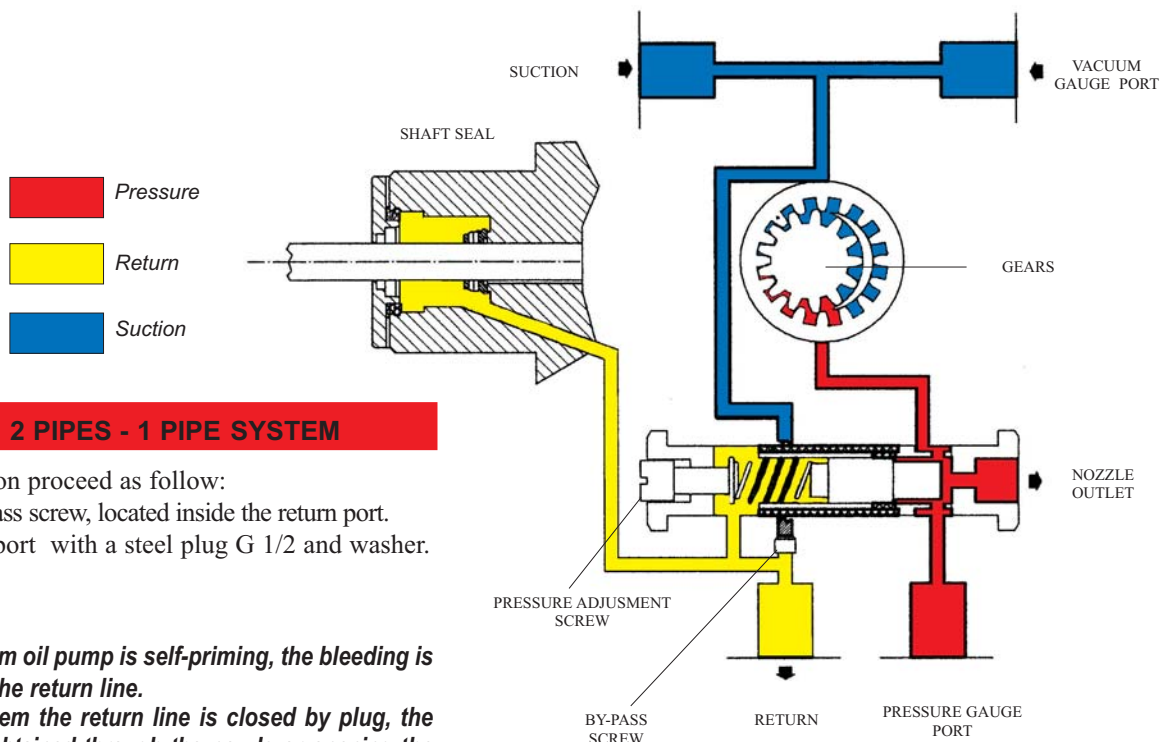 SUCTION
VACUUM
GAUGE PORT
SHAFT SEAL
Pressure
Return
Suction
GEARS
2 PIPES - 1 PIPE SYSTEM
on proceed as follow:
ass screw, located inside the return port.
port with a steel plug G 1/2 and washer.
NOZZLE
OUTLET
PRESSURE ADJUSMENT
SCREW
m oil pump is self-priming, the bleeding is
he return line.
em the return line is closed by plug, the
BY-PASS
SCREW
RETURN
PRESSURE GAUGE
PORT